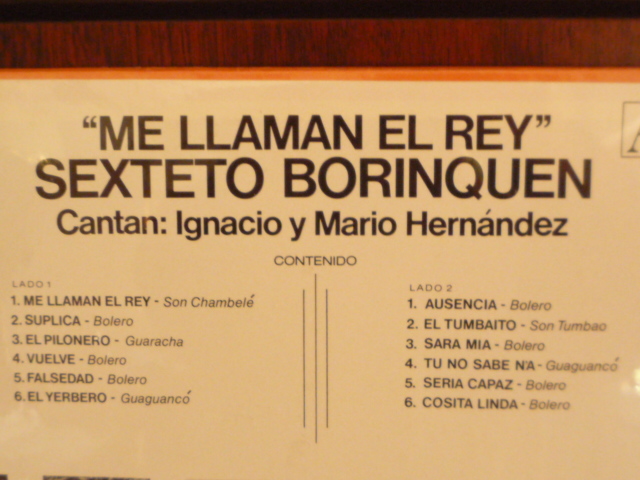 "ME LLAMAN EL REY"
SEXTETO BORINQUEN
Cantan: Ignacio y Mario Hernández
CONTENIDO
LADO 1
1. ME LLAMAN EL REY - Son Chambelé
2. SUPLICA - Bolero
3. EL PILONERO - Guaracha
4. VUELVE - Bolero
5. FALSEDAD - Bolero
6. EL YERBERO - Guaguancó
LADO 2
1. AUSENCIA - Bolero
2. EL TUMBAITO - Son Tumbao
3. SARA MIA - Bolero
4. TU NO SABE N'A - Guaguancó
5. SERIA CAPAZ - Bolero
6. COSITA LINDA - Bolero